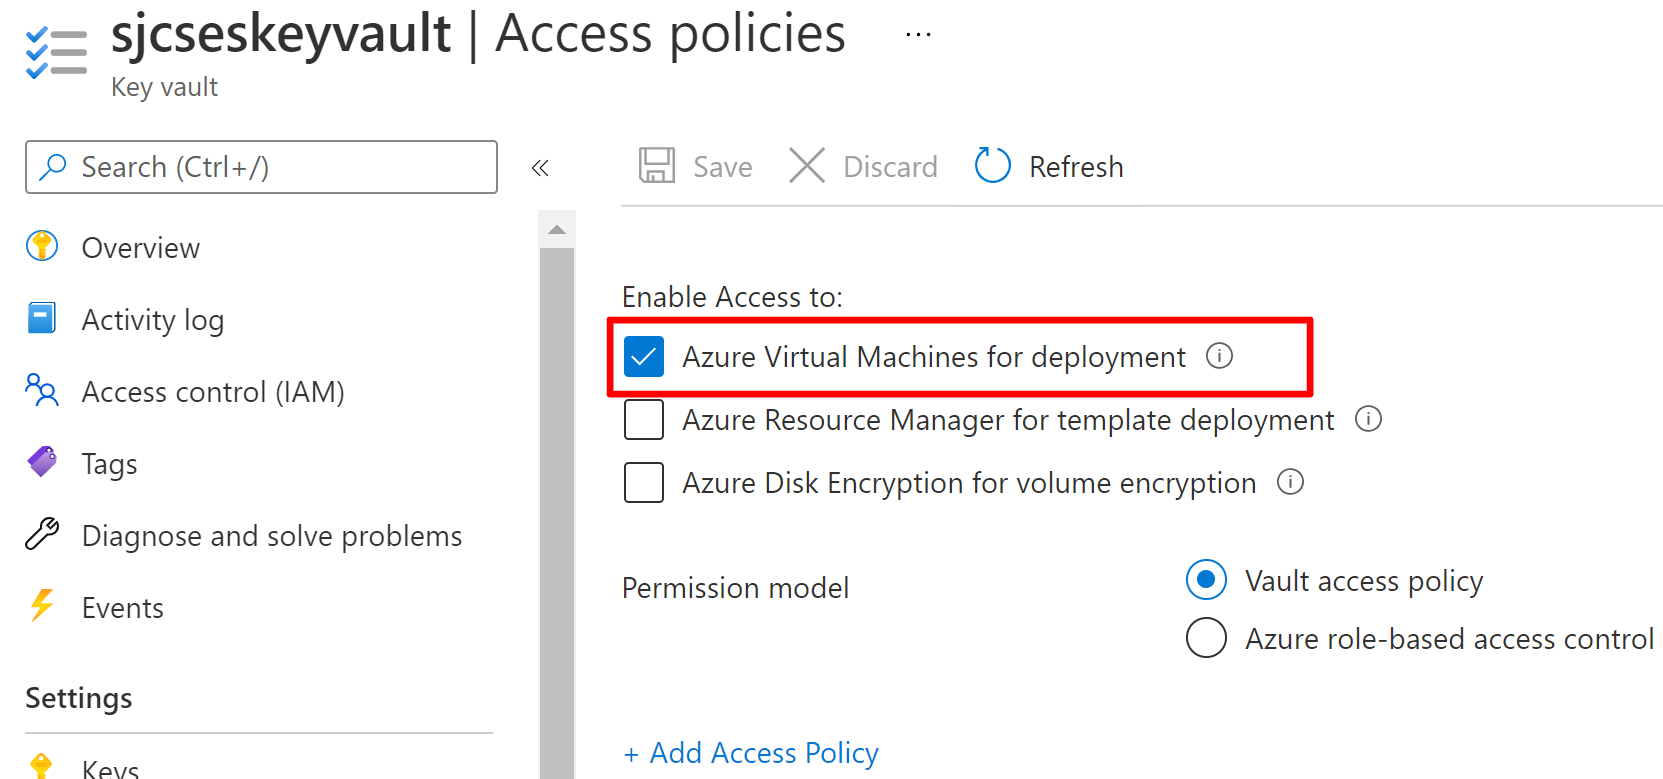 sjcseskeyvault | Access policies ...
Key vault
Search (Ctrl+/)
«
Overview
Activity log
Access control (IAM)
Tags
Diagnose and solve problems
Events
Settings
Keys
Save Discard Refresh
Enable Access to:
Azure Virtual Machines for deployment
Azure Resource Manager for template deployment
Azure Disk Encryption for volume encryption
Permission model
Vault access policy
Azure role-based access control
+ Add Access Policy